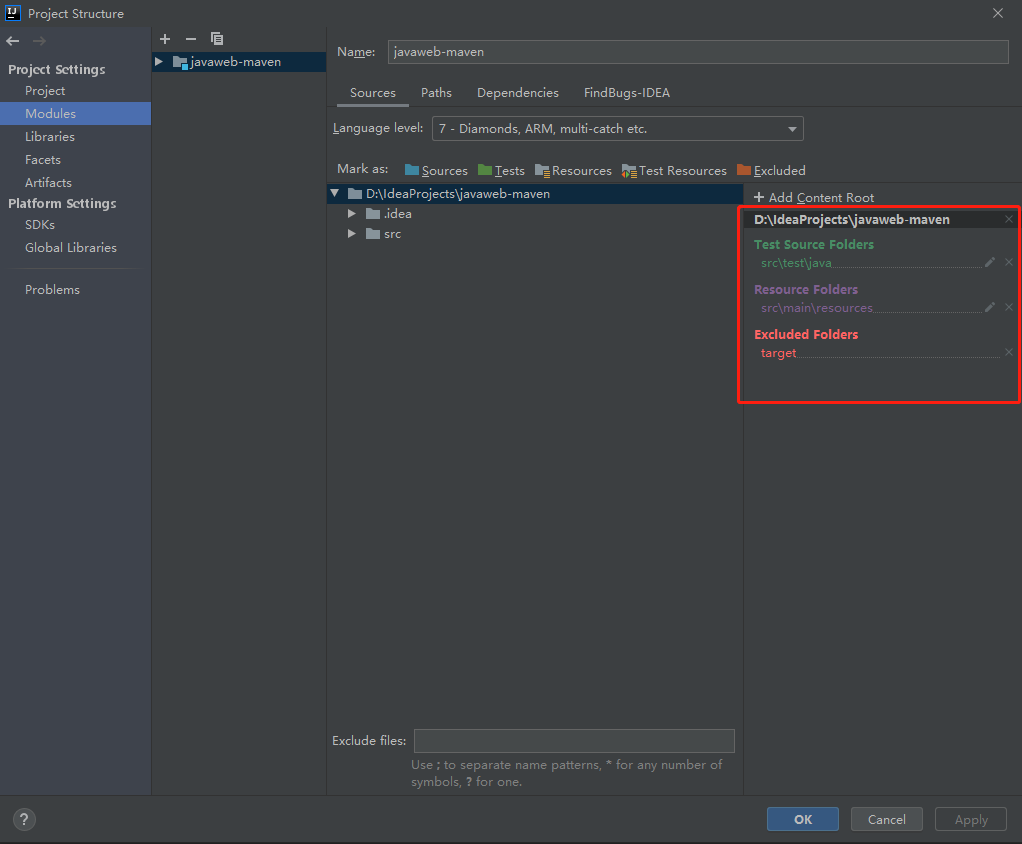 Project Structure
Project Settings
Project
Modules
Libraries
Facets
Artifacts
Platform Settings
SDKs
Global Libraries
Problems
javaweb-maven
Name: javaweb-maven
Sources Paths Dependencies FindBugs-IDEA
Language level: 7 - Diamonds, ARM, multi-catch etc.
Mark as: Sources Tests Resources Test Resources Excluded
D:\IdeaProjects\javaweb-maven
.idea
src
+ Add Content Root
D:\IdeaProjects\javaweb-maven
Test Source Folders
src\test\java
Resource Folders
src\main\resources
Excluded Folders
target
Exclude files:
Use ; to separate name patterns, * for any number of
symbols, ? for one.
? OK Cancel Apply